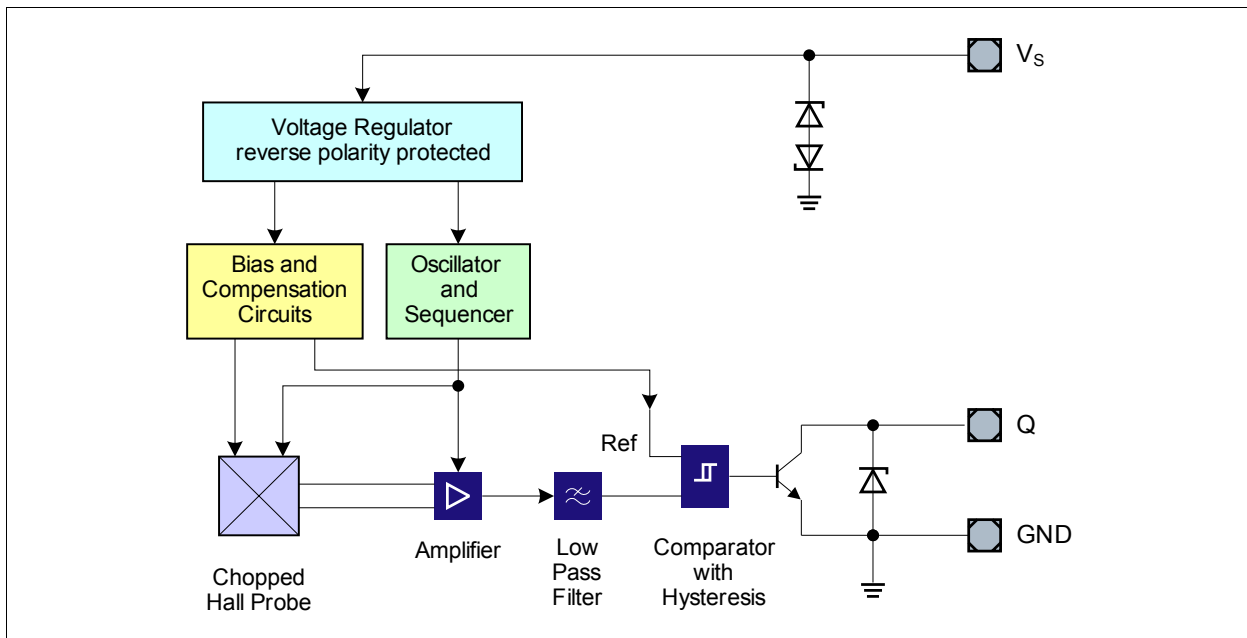 V_S
Voltage Regulator
reverse polarity protected
Bias and
Compensation
Circuits
Oscillator
and
Sequencer
Q
Ref
GND
Amplifier
Low
Pass
Filter
Comparator
with
Hysteresis
Chopped
Hall Probe